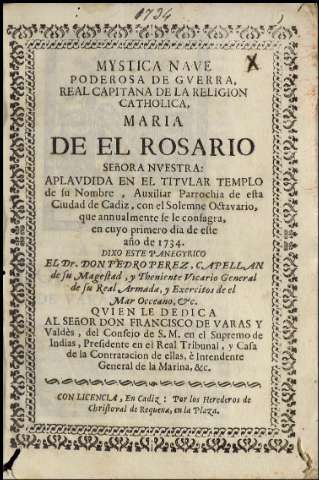 1734
X
MYSTICA NAVE
PODEROSA DE GVERRA,
REAL CAPITANA DE LA RELIGION
CATHOLICA,
MARIA
DE EL ROSARIO
SEñORA NVESTRA:
APLAVDIDA EN EL TITVLAR TEMPLO
de su Nombre, Auxiliar Parrochia de esta
Ciudad de Cadiz, con el Solemne Octavario,
que annualmente se le consagra,
en cuyo primero dia de este
año de 1734.
DIXO ESTE PANEGYRICO
EL Dr. DON PEDRO PEREZ, CAPELLAN
de su Magestad, y Theniente Vicario General
de su Real Armada, y Exercitos de el
Mar Occeano, &c.
QVIEN LE DEDICA
AL SEñOR DON FRANCISCO DE VARAS Y
Valdès, del Consejo de S. M. en el Supremo de
Indias, Presidente en el Real Tribunal, y Casa
de la Contratacion de ellas, è Intendente
General de la Marina, &c.
CON LICENCIA, En Cadiz: Por los Herederos de
Christoval de Requena, en la Plaza.